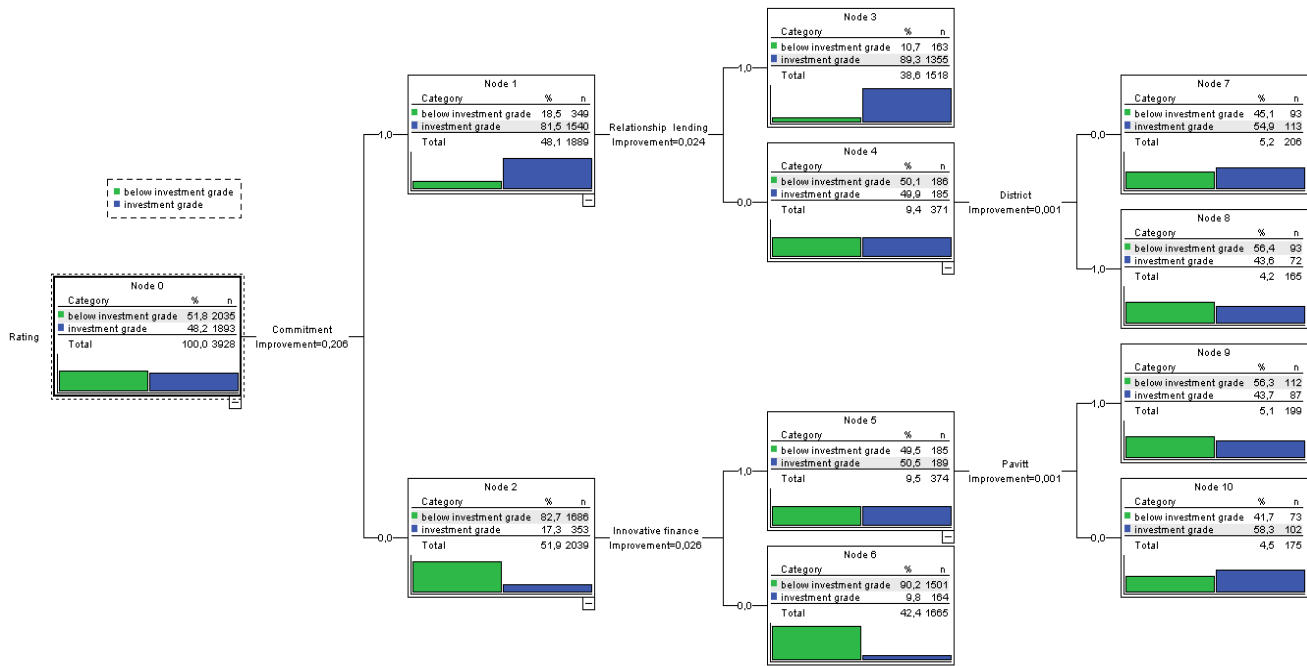 below investment grade
investment grade
Rating
Node 0
Category % n
below investment grade 51,8 2035
investment grade 48,2 1893
Total 100,0 3928
Commitment
Improvement=0,206
1,0
0,0
Node 1
Category % n
below investment grade 18,5 349
investment grade 81,5 1540
Total 48,1 1889
Relationship lending
Improvement=0,024
1,0
0,0
Node 2
Category % n
below investment grade 82,7 1686
investment grade 17,3 353
Total 51,9 2039
Innovative finance
Improvement=0,026
1,0
0,0
Node 3
Category % n
below investment grade 10,7 163
investment grade 89,3 1355
Total 38,6 1518
Node 4
Category % n
below investment grade 50,1 186
investment grade 49,9 185
Total 9,4 371
District
Improvement=0,001
0,0
1,0
Node 5
Category % n
below investment grade 49,5 185
investment grade 50,5 189
Total 9,5 374
Pavitt
Improvement=0,001
1,0
0,0
Node 6
Category % n
below investment grade 90,2 1501
investment grade 9,8 164
Total 42,4 1665
Node 7
Category % n
below investment grade 45,1 93
investment grade 54,9 113
Total 5,2 206
Node 8
Category % n
below investment grade 56,4 93
investment grade 43,6 72
Total 4,2 165
Node 9
Category % n
below investment grade 56,3 112
investment grade 43,7 87
Total 5,1 199
Node 10
Category % n
below investment grade 41,7 73
investment grade 58,3 102
Total 4,5 175